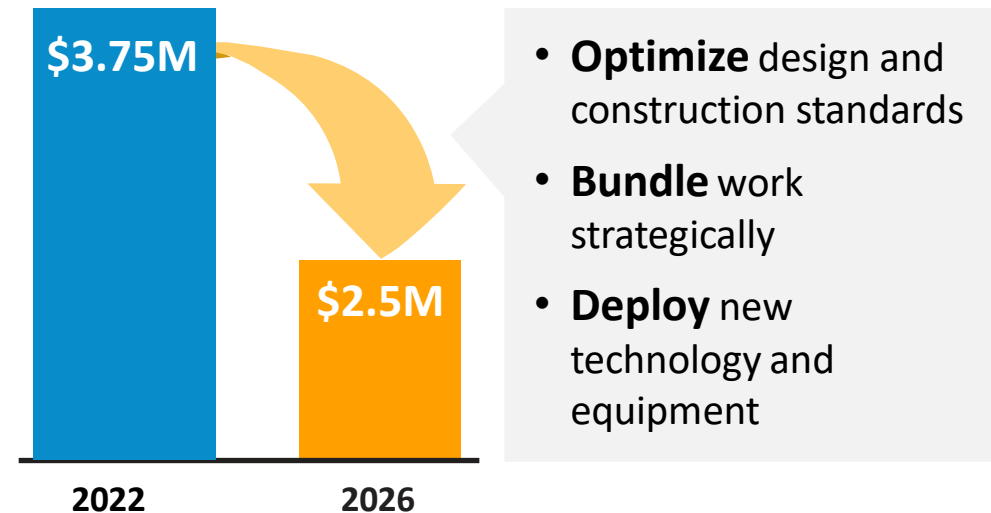 $3.75M
$2.5M
2022
2026
• Optimize design and
construction standards
• Bundle work
strategically
• Deploy new
technology and
equipment